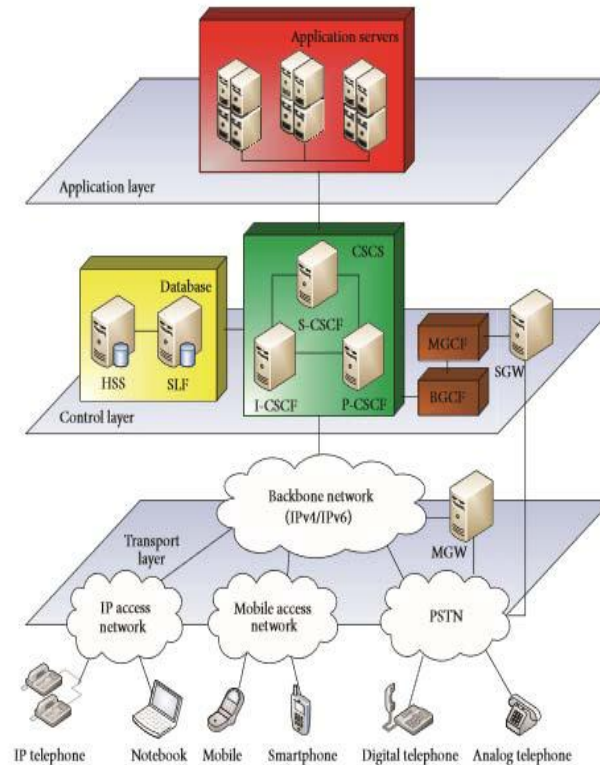 Application servers
Application layer
CSCS
Database
S-CSCF
MGCF
HSS
SLF
SGW
I-CSCF
P-CSCF
BGCF
Control layer
Backbone network
(IPv4/IPv6)
Transport
layer
MGW
IP access
network
Mobile access
network
PSTN
IP telephone
Notebook
Mobile
Smartphone
Digital telephone
Analog telephone